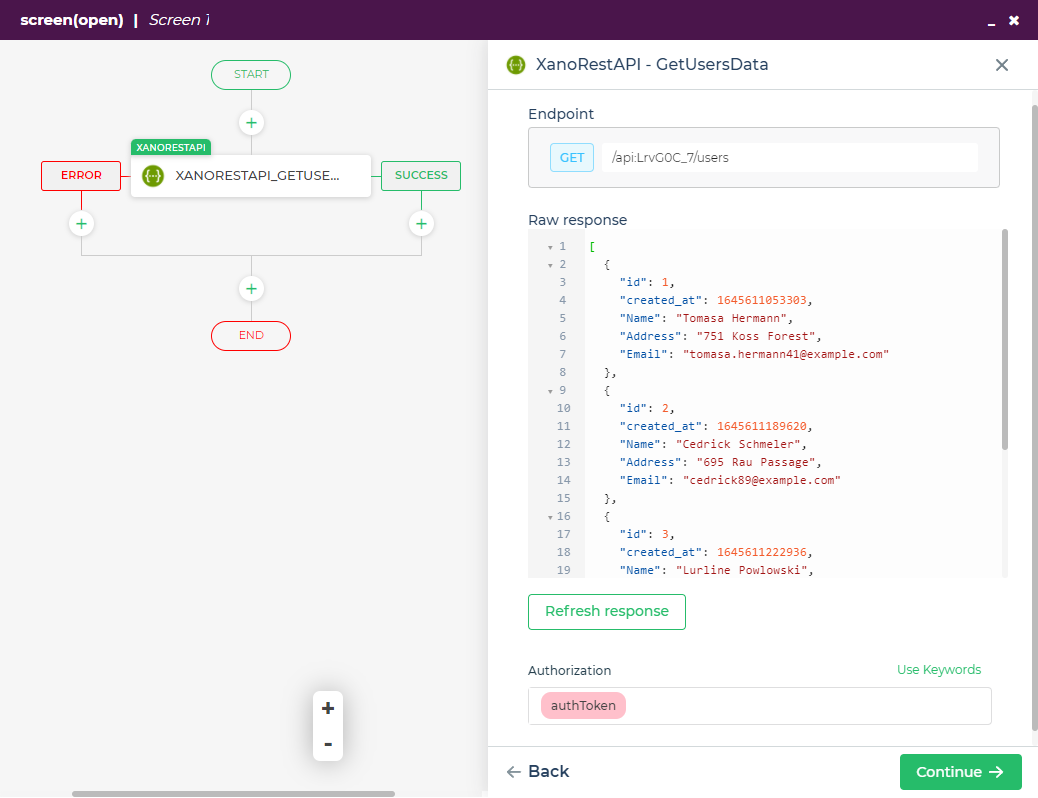 screen(open) | Screen 1
XanoRestAPI - GetUsersData
START
+
XANORESTAPI
ERROR
XANORESTAPI_GETUSE...
SUCCESS
+
+
+
END
+
-
Endpoint
GET /api:LrvG0C_7/users
Raw response
1 [
2 {
3 "id": 1,
4 "created_at": 1645611053303,
5 "Name": "Tomasa Hermann",
6 "Address": "751 Koss Forest",
7 "Email": "tomasa.hermann41@example.com"
8 },
9 {
10 "id": 2,
11 "created_at": 1645611189620,
12 "Name": "Cedrick Schmeler",
13 "Address": "695 Rau Passage",
14 "Email": "cedrick89@example.com"
15 },
16 {
17 "id": 3,
18 "created_at": 1645611222936,
19 "Name": "Lurline Powlowski",
Refresh response
Authorization
Use Keywords
authToken
Back
Continue